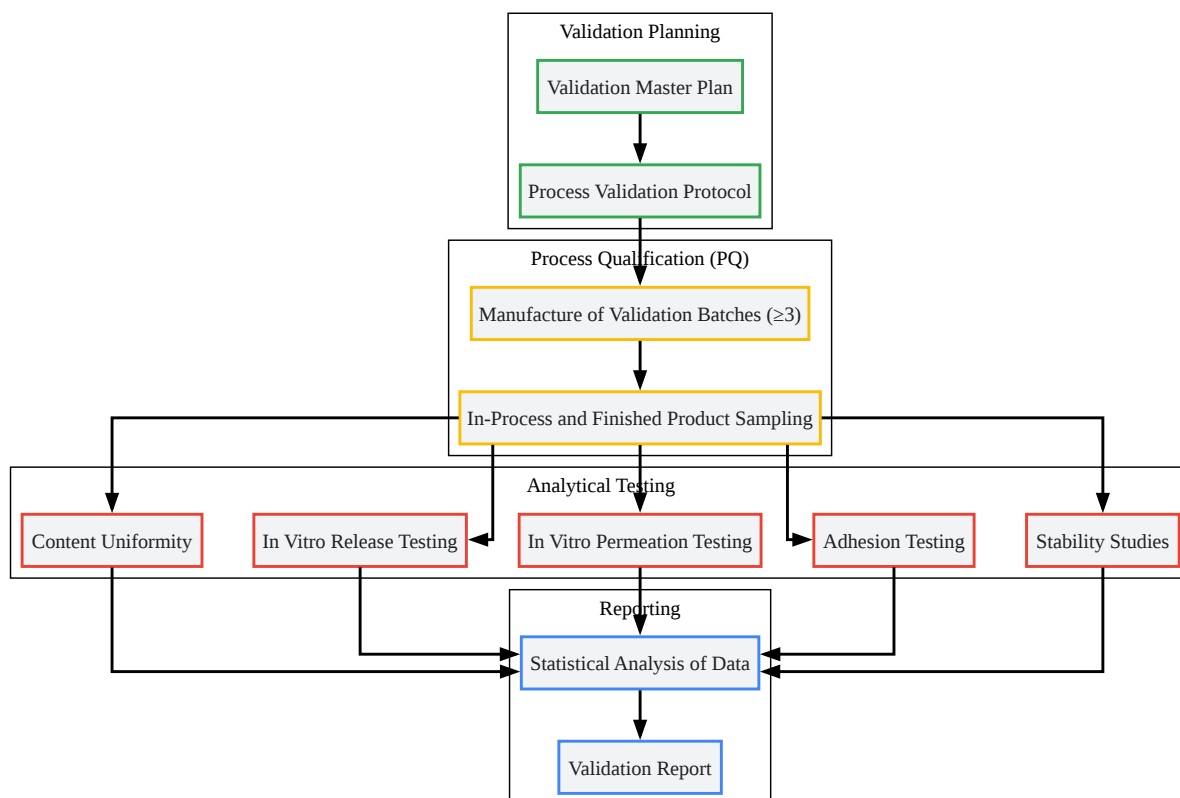 Validation Planning
Validation Master Plan
Process Validation Protocol
Process Qualification (PQ)
Manufacture of Validation Batches (≥3)
In-Process and Finished Product Sampling
Analytical Testing
Content Uniformity
In Vitro Release Testing
In Vitro Permeation Testing
Adhesion Testing
Stability Studies
Reporting
Statistical Analysis of Data
Validation Report